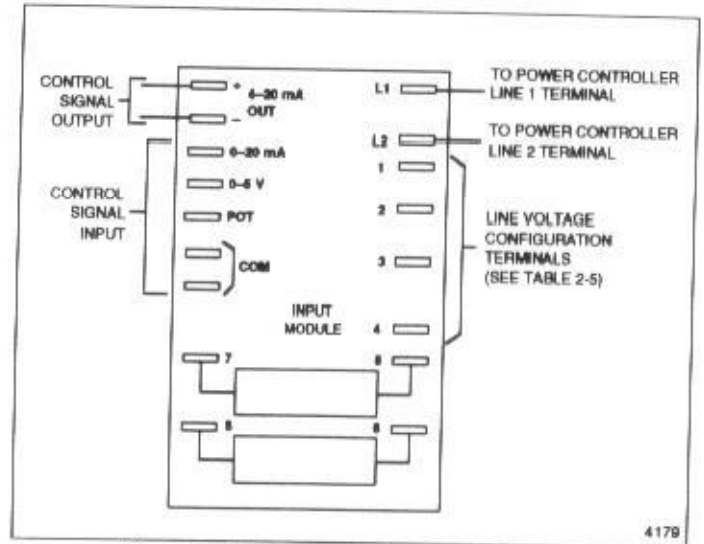 CONTROL
SIGNAL
OUTPUT
+
4–20 mA
OUT
–
0–20 mA
0–5 V
POT
COM
CONTROL
SIGNAL
INPUT
L1
TO POWER CONTROLLER
LINE 1 TERMINAL
L2
TO POWER CONTROLLER
LINE 2 TERMINAL
1
2
3
4
LINE VOLTAGE
CONFIGURATION
TERMINALS
(SEE TABLE 2-5)
INPUT
MODULE
7
5
6
4179